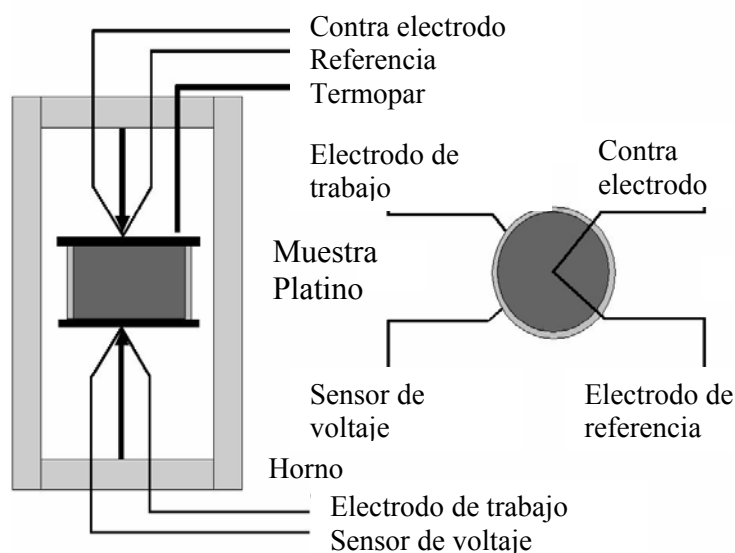 Contra electrodo
Referencia
Termopar
Electrodo de
trabajo
Contra
electrodo
Muestra
Platino
Sensor de
voltaje
Electrodo de
referencia
Horno
Electrodo de trabajo
Sensor de voltaje